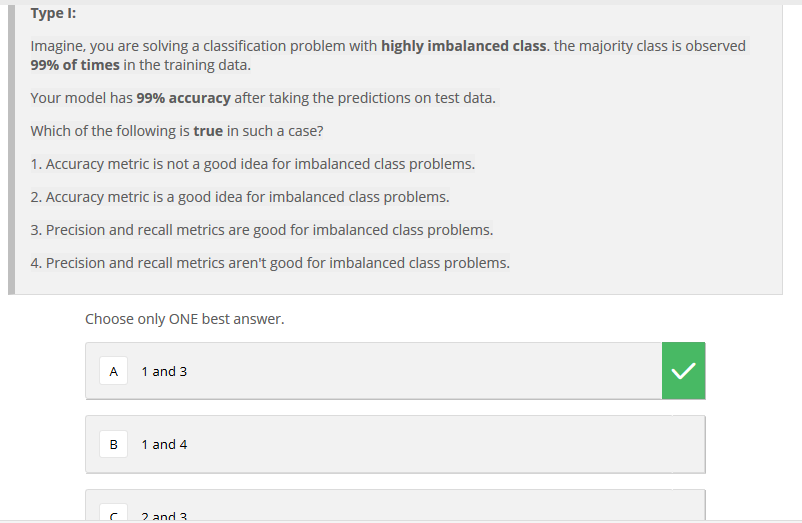 Type I:
Imagine, you are solving a classification problem with highly imbalanced class. the majority class is observed
99% of times in the training data.
Your model has 99% accuracy after taking the predictions on test data.
Which of the following is true in such a case?
1. Accuracy metric is not a good idea for imbalanced class problems.
2. Accuracy metric is a good idea for imbalanced class problems.
3. Precision and recall metrics are good for imbalanced class problems.
4. Precision and recall metrics aren't good for imbalanced class problems.
Choose only ONE best answer.
A 1 and 3
B 1 and 4
C 2 and 3